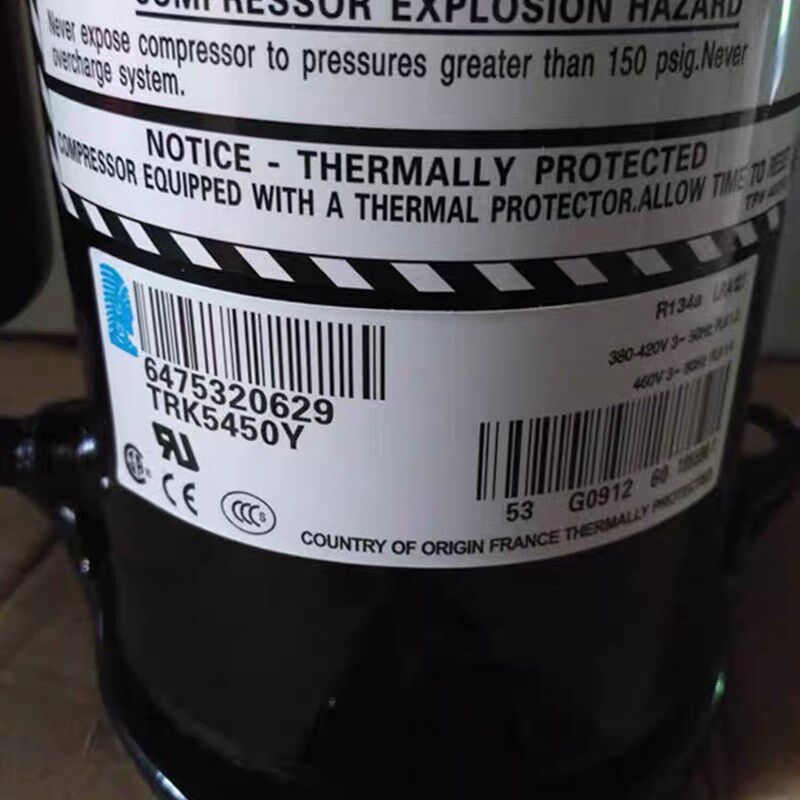 COMPRESSOR EXPLOSION HAZARD
Never expose compressor to pressures greater than 150 psig.Never
overcharge system.
NOTICE - THERMALLY PROTECTED
COMPRESSOR EQUIPPED WITH A THERMAL PROTECTOR.ALLOW TIME TO RESET
R134a
380-420V 3~ 50Hz
460V 3~ 60Hz
6475320629
TRK5450Y
53 G0912 60
CE
CCC S
COUNTRY OF ORIGIN FRANCE THERMALLY PROTECTED